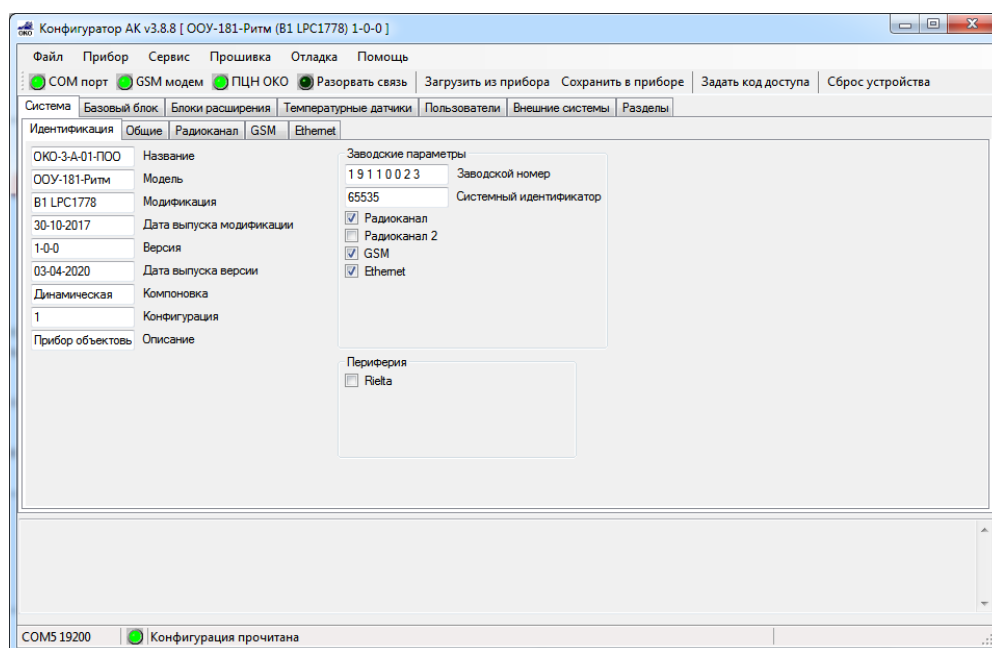 Конфигуратор АК v3.8.8 [ ООУ-181-Ритм (B1 LPC1778) 1-0-0 ]
Файл Прибор Сервис Прошивка Отладка Помощь
COM порт GSM модем ПЦН ОКО Разорвать связь Загрузить из прибора Сохранить в приборе Задать код доступа Сброс устройства
Система Базовый блок Блоки расширения Температурные датчики Пользователи Внешние системы Разделы
Идентификация Общие Радиоканал GSM Ethernet
ОКО-3-А-01-ПОО Название
ООУ-181-Ритм Модель
B1 LPC1778 Модификация
30-10-2017 Дата выпуска модификации
1-0-0 Версия
03-04-2020 Дата выпуска версии
Динамическая Компоновка
1 Конфигурация
Прибор объектовь Описание
Заводские параметры
19110023 Заводской номер
65535 Системный идентификатор
Радиоканал
Радиоканал 2
GSM
Ethernet
Периферия
Rielta
COM5 19200 Конфигурация прочитана